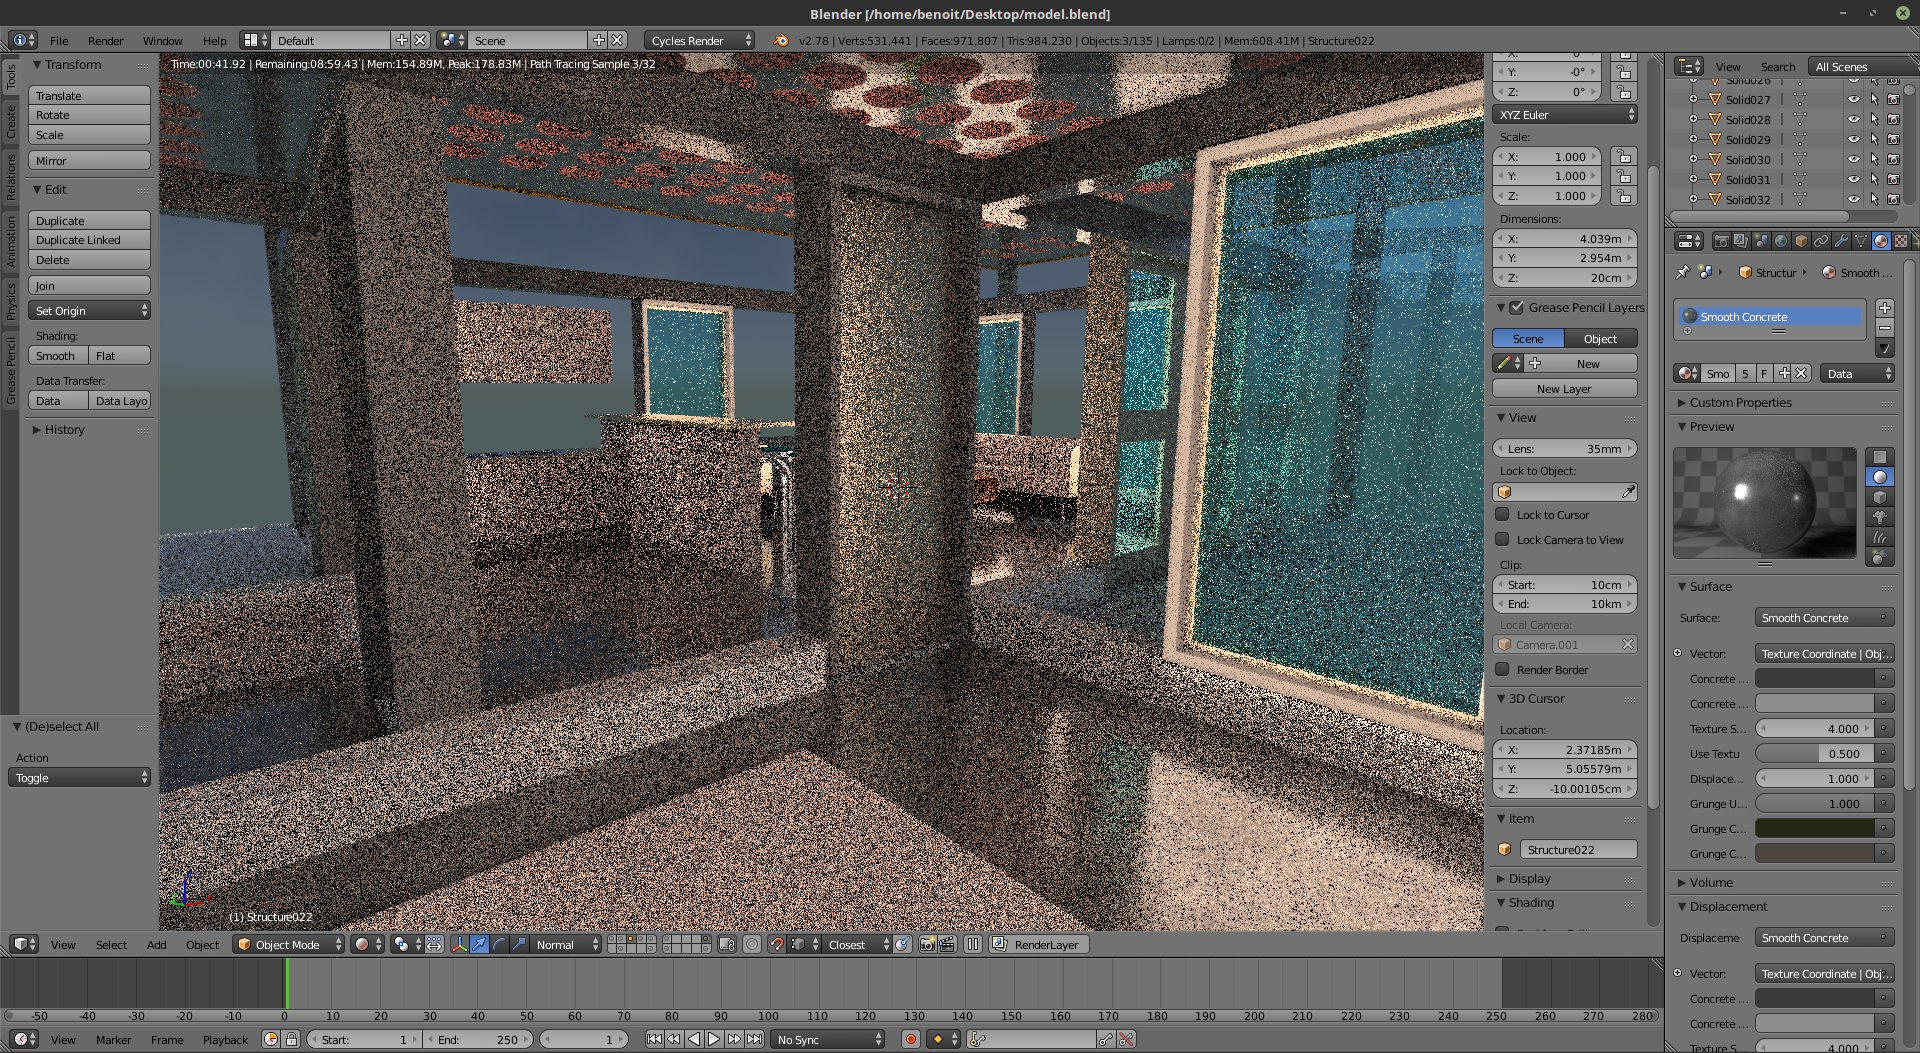 Blender [/home/benoit/Desktop/model.blend]
File Render Window Help Default Scene Cycles Render v2.78 | Verts:531,441 | Faces:971,807 | Tris:984,230 | Objects:3/135 | Lamps:0/2 | Mem:608.41M | Structure022
Time:00:41.92 | Remaining:08:59.43 | Mem:154.89M, Peak:178.83M | Path Tracing Sample 3/32
Tools
Create
Relations
Animation
Physics
Grease Pencil
Transform
Translate
Rotate
Scale
Mirror
Edit
Duplicate
Duplicate Linked
Delete
Join
Set Origin
Shading:
Smooth Flat
Data Transfer:
Data Data Layo
History
(De)select All
Action
Toggle
(1) Structure022
Y: -0°
Z: 0°
XYZ Euler
Scale:
X: 1.000
Y: 1.000
Z: 1.000
Dimensions:
X: 4.039m
Y: 2.954m
Z: 20cm
Grease Pencil Layers
Scene Object
New
New Layer
View
Lens: 35mm
Lock to Object:
Lock to Cursor
Lock Camera to View
Clip:
Start: 10cm
End: 10km
Local Camera:
Camera.001
Render Border
3D Cursor
Location:
X: 2.37185m
Y: 5.05579m
Z: -10.00105cm
Item
Structure022
Display
Shading
View Search All Scenes
Solid026
Solid027
Solid028
Solid029
Solid030
Solid031
Solid032
Structur Smooth ...
Smooth Concrete
Smo 5 F Data
Custom Properties
Preview
Surface
Surface: Smooth Concrete
Vector: Texture Coordinate | Obj...
Concrete ...
Concrete ...
Texture S... 4.000
Use Textu 0.500
DIsplace... 1.000
Grunge U... 1.000
Grunge C...
Grunge C...
Volume
Displacement
Displaceme Smooth Concrete
Vector: Texture Coordinate | Obj...
Concrete ...
Concrete ...
Texture S... 4.000
View Select Add Object Object Mode Normal Closest RenderLayer
-50 -40 -30 -20 -10 0 10 20 30 40 50 60 70 80 90 100 110 120 130 140 150 160 170 180 190 200 210 220 230 240 250 260 270 280
View Marker Frame Playback Start: 1 End: 250 1 No Sync